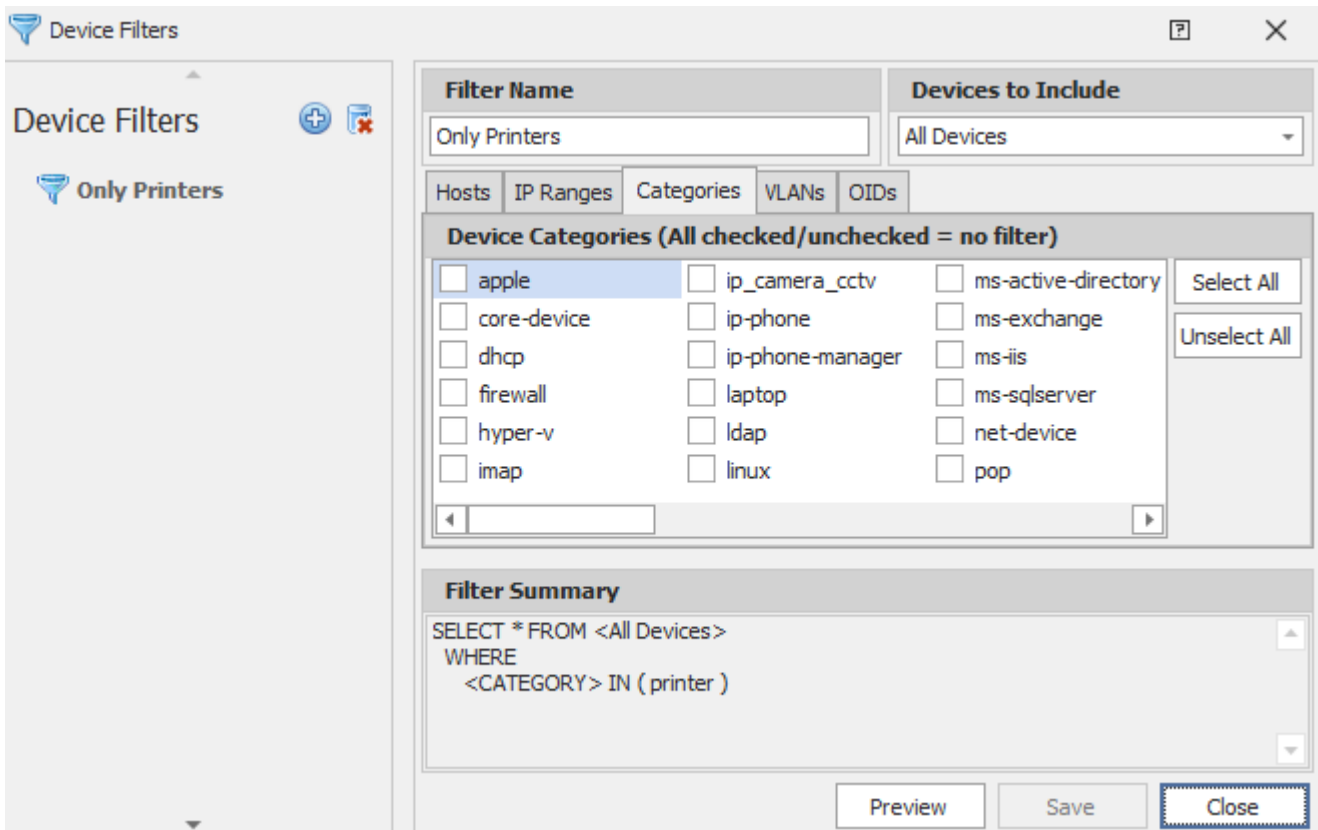 Device Filters
Device Filters
Only Printers
Filter Name
Devices to Include
Only Printers
All Devices
Hosts IP Ranges Categories VLANs OIDs
Device Categories (All checked/unchecked = no filter)
apple ip_camera_cctv ms-active-directory Select All
core-device ip-phone ms-exchange
dhcp ip-phone-manager ms-iis Unselect All
firewall laptop ms-sqlserver
hyper-v ldap net-device
imap linux pop
Filter Summary
SELECT * FROM <All Devices>
WHERE
<CATEGORY> IN ( printer )
Preview Save Close